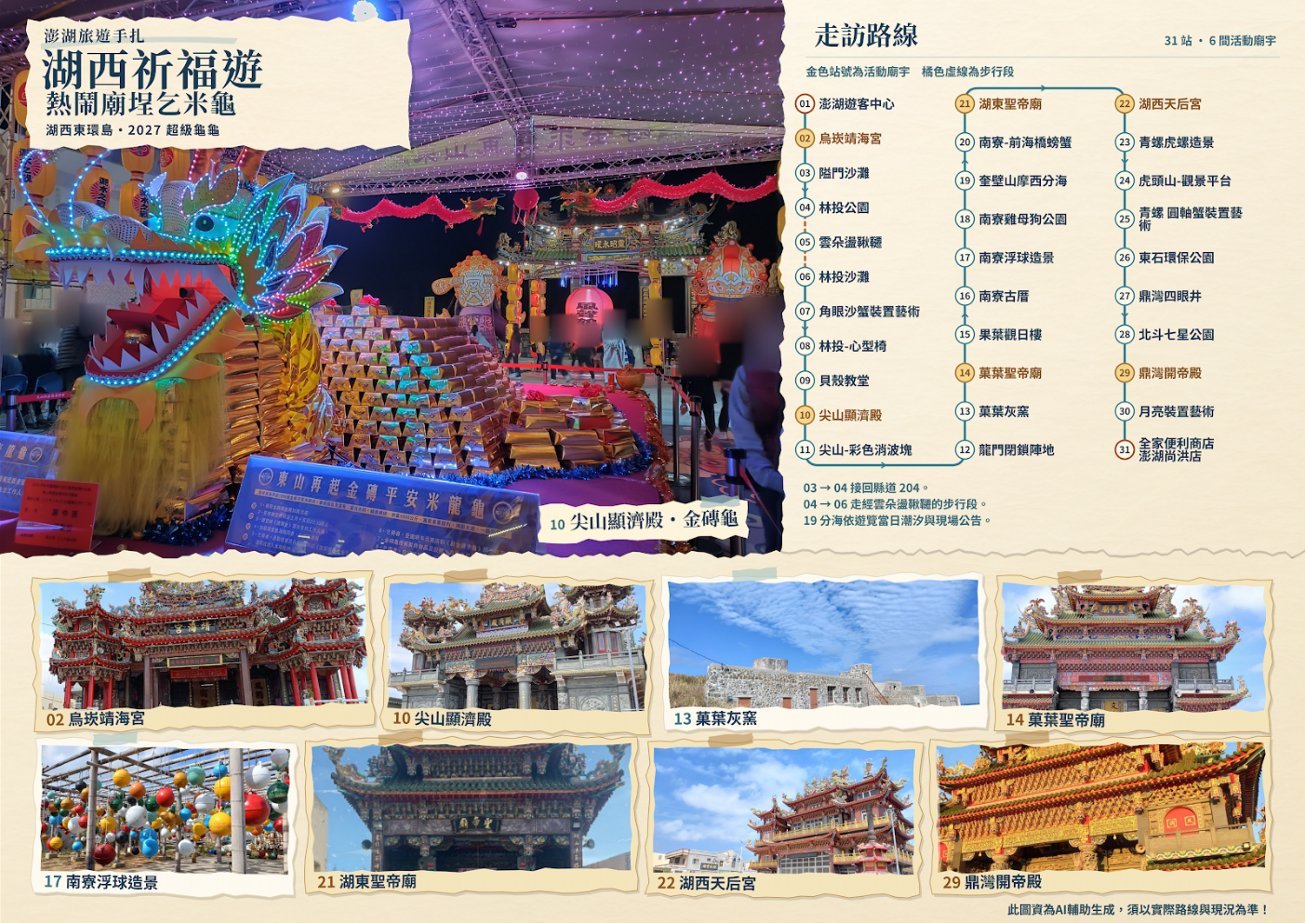 澎湖旅遊手扎
湖西祈福遊
熱鬧廟埕乞米龜
湖西東環島・2027 超級龜龜
東山再起金磚平安米龍龜
10 尖山顯濟殿・金磚龜
走訪路線
31 站 ・ 6 間活動廟宇
金色站號為活動廟宇 橘色虛線為步行段
01 澎湖遊客中心
02 烏崁靖海宮
03 隘門沙灘
04 林投公園
05 雲朵盪鞦韆
06 林投沙灘
07 角眼沙蟹裝置藝術
08 林投-心型椅
09 貝殼教堂
10 尖山顯濟殿
11 尖山-彩色消波塊
12 龍門閉鎖陣地
13 菓葉灰窯
14 菓葉聖帝廟
15 果葉觀日樓
16 南寮古厝
17 南寮浮球造景
18 南寮雞母狗公園
19 奎壁山摩西分海
20 南寮-前海橋螃蟹
21 湖東聖帝廟
22 湖西天后宮
23 青螺虎螺造景
24 虎頭山-觀景平台
25 青螺 圓軸蟹裝置藝
術
26 東石環保公園
27 鼎灣四眼井
28 北斗七星公園
29 鼎灣開帝殿
30 月亮裝置藝術
31 全家便利商店
澎湖尚洪店
03 → 04 接回縣道 204。
04 → 06 走經雲朵盪鞦韆的步行段。
19 分海依遊覽當日潮汐與現場公告。
02 烏崁靖海宮
10 尖山顯濟殿
13 菓葉灰窯
14 菓葉聖帝廟
17 南寮浮球造景
21 湖東聖帝廟
22 湖西天后宮
29 鼎灣開帝殿
此圖資為AI輔助生成，須以實際路線與現況為準！